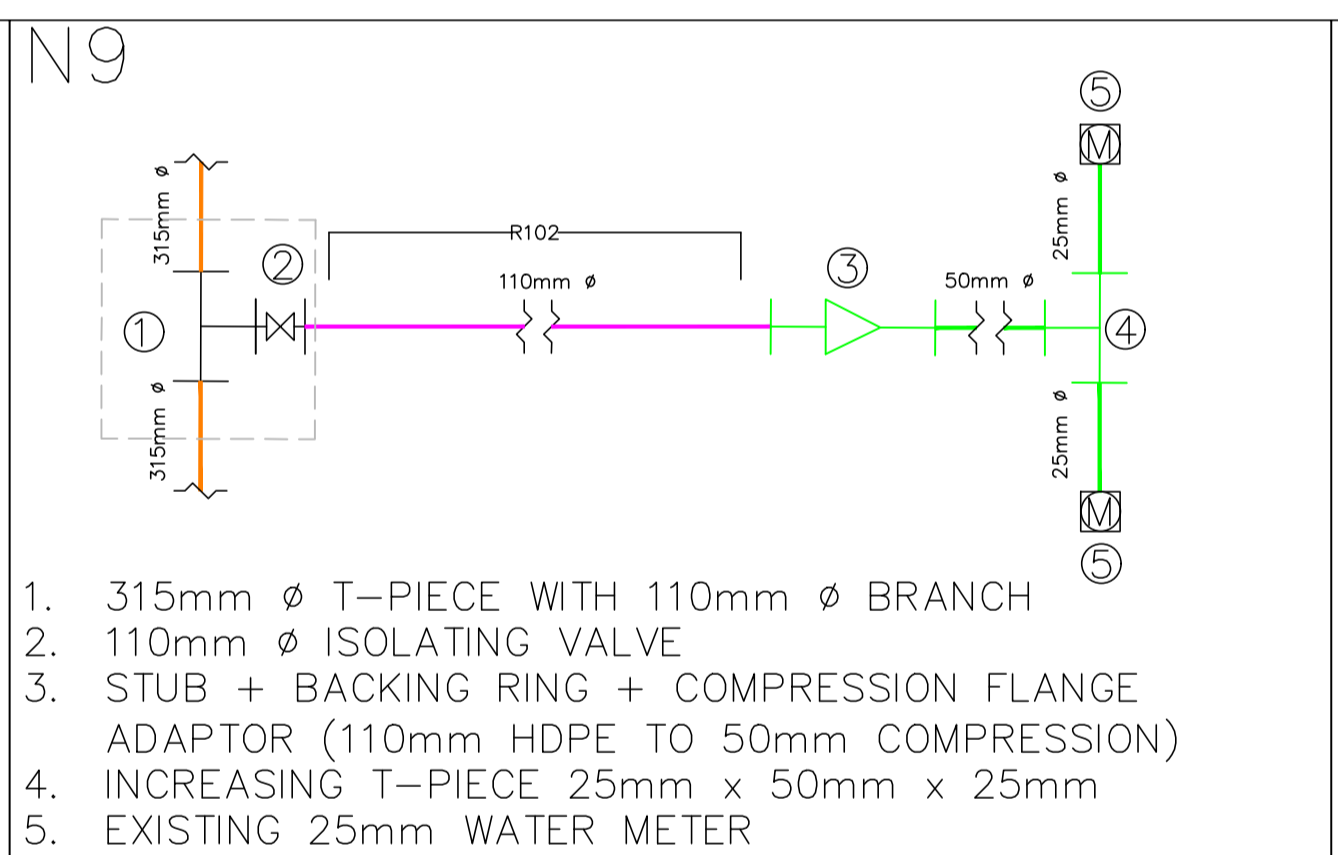 N9
⑤
M
315mm ø
25mm ø
R102
②
③
110mm ø
50mm ø
①
④
315mm ø
25mm ø
M
⑤
1. 315mm ø T-PIECE WITH 110mm ø BRANCH
2. 110mm ø ISOLATING VALVE
3. STUB + BACKING RING + COMPRESSION FLANGE
ADAPTOR (110mm HDPE TO 50mm COMPRESSION)
4. INCREASING T-PIECE 25mm x 50mm x 25mm
5. EXISTING 25mm WATER METER